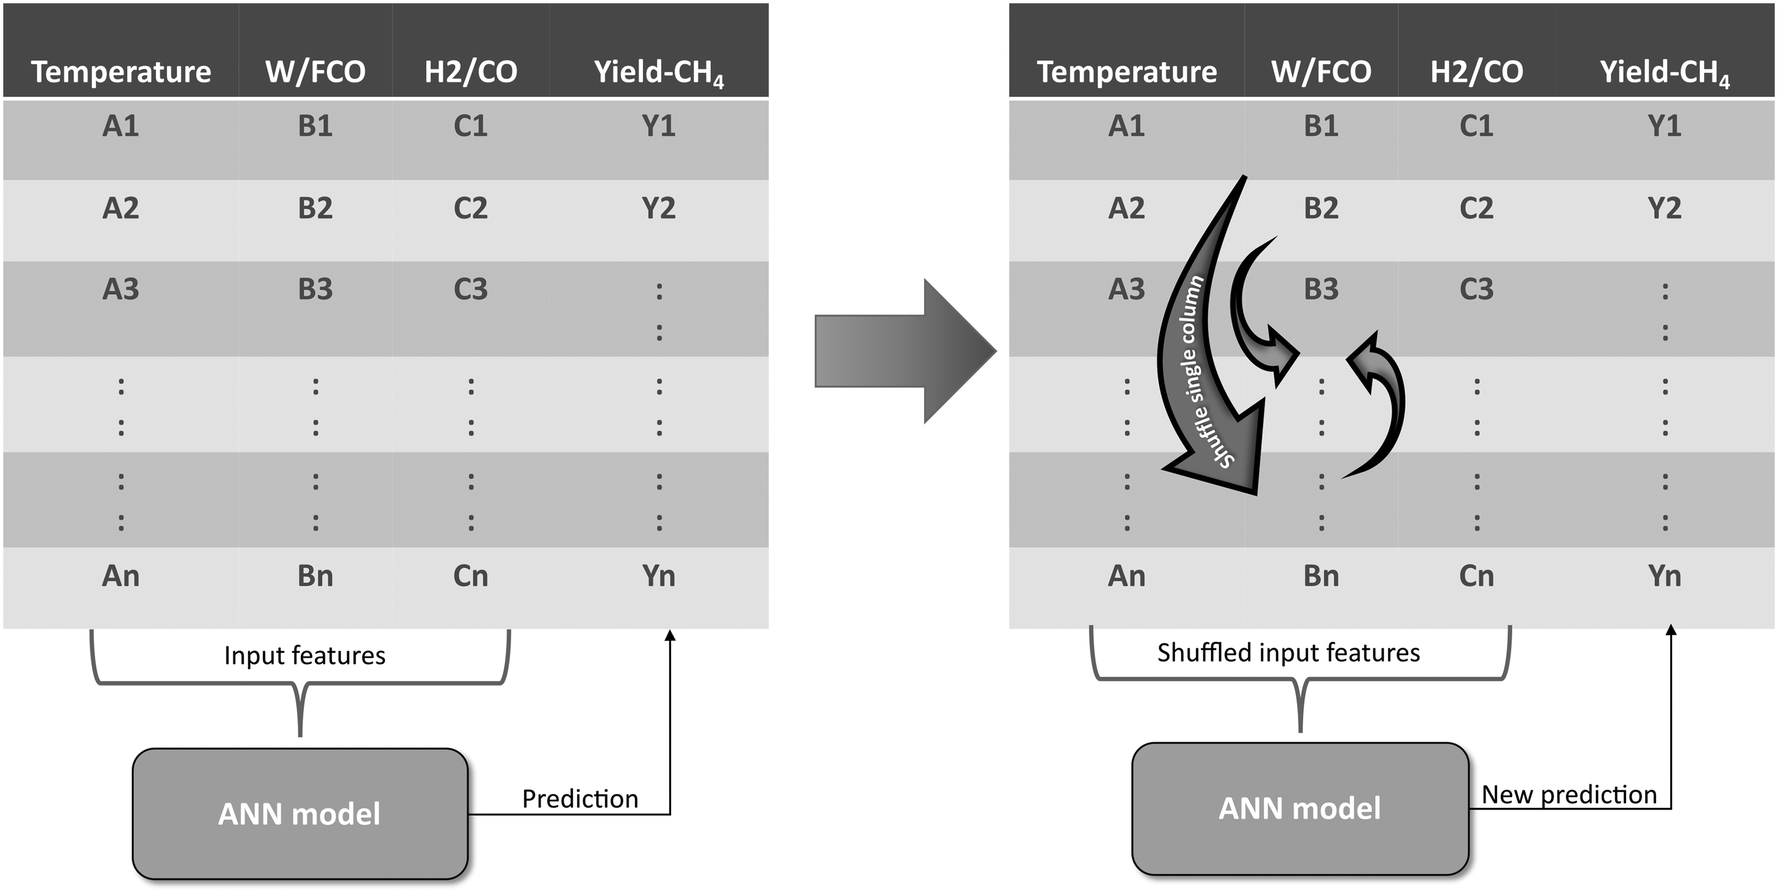 Temperature W/FCO H2/CO Yield-CH4
A1 B1 C1 Y1
A2 B2 C2 Y2
A3 B3 C3 :
:
: : : :
: : : :
: : : :
: : : :
An Bn Cn Yn
Input features
ANN model
Prediction
Temperature W/FCO H2/CO Yield-CH4
A1 B1 C1 Y1
A2 B2 C2 Y2
A3 B3 C3 :
:
: : : :
: : : :
: : : :
: : : :
An Bn Cn Yn
Shuffle single column
Shuffled input features
ANN model
New prediction